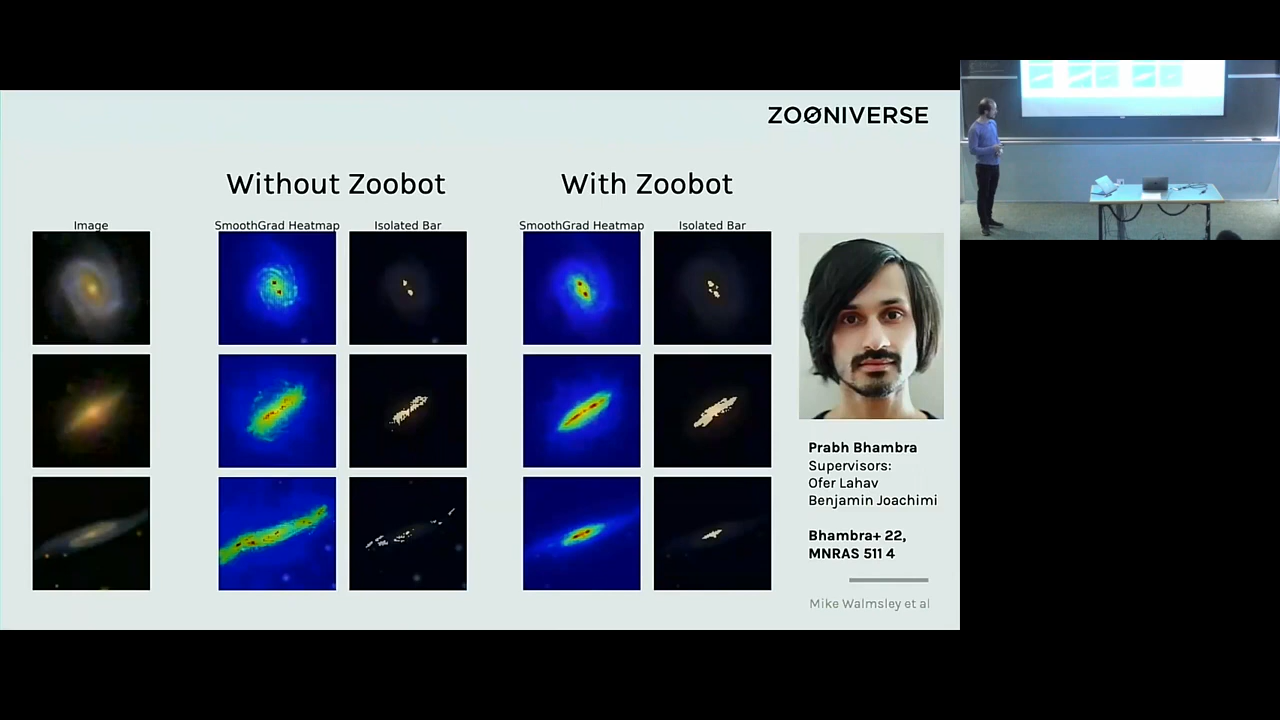 ZOØNIVERSE
Without Zoobot
With Zoobot
Image
SmoothGrad Heatmap
Isolated Bar
SmoothGrad Heatmap
Isolated Bar
Prabh Bhambra
Supervisors:
Ofer Lahav
Benjamin Joachimi
Bhambra+ 22,
MNRAS 511 4
Mike Walmsley et al